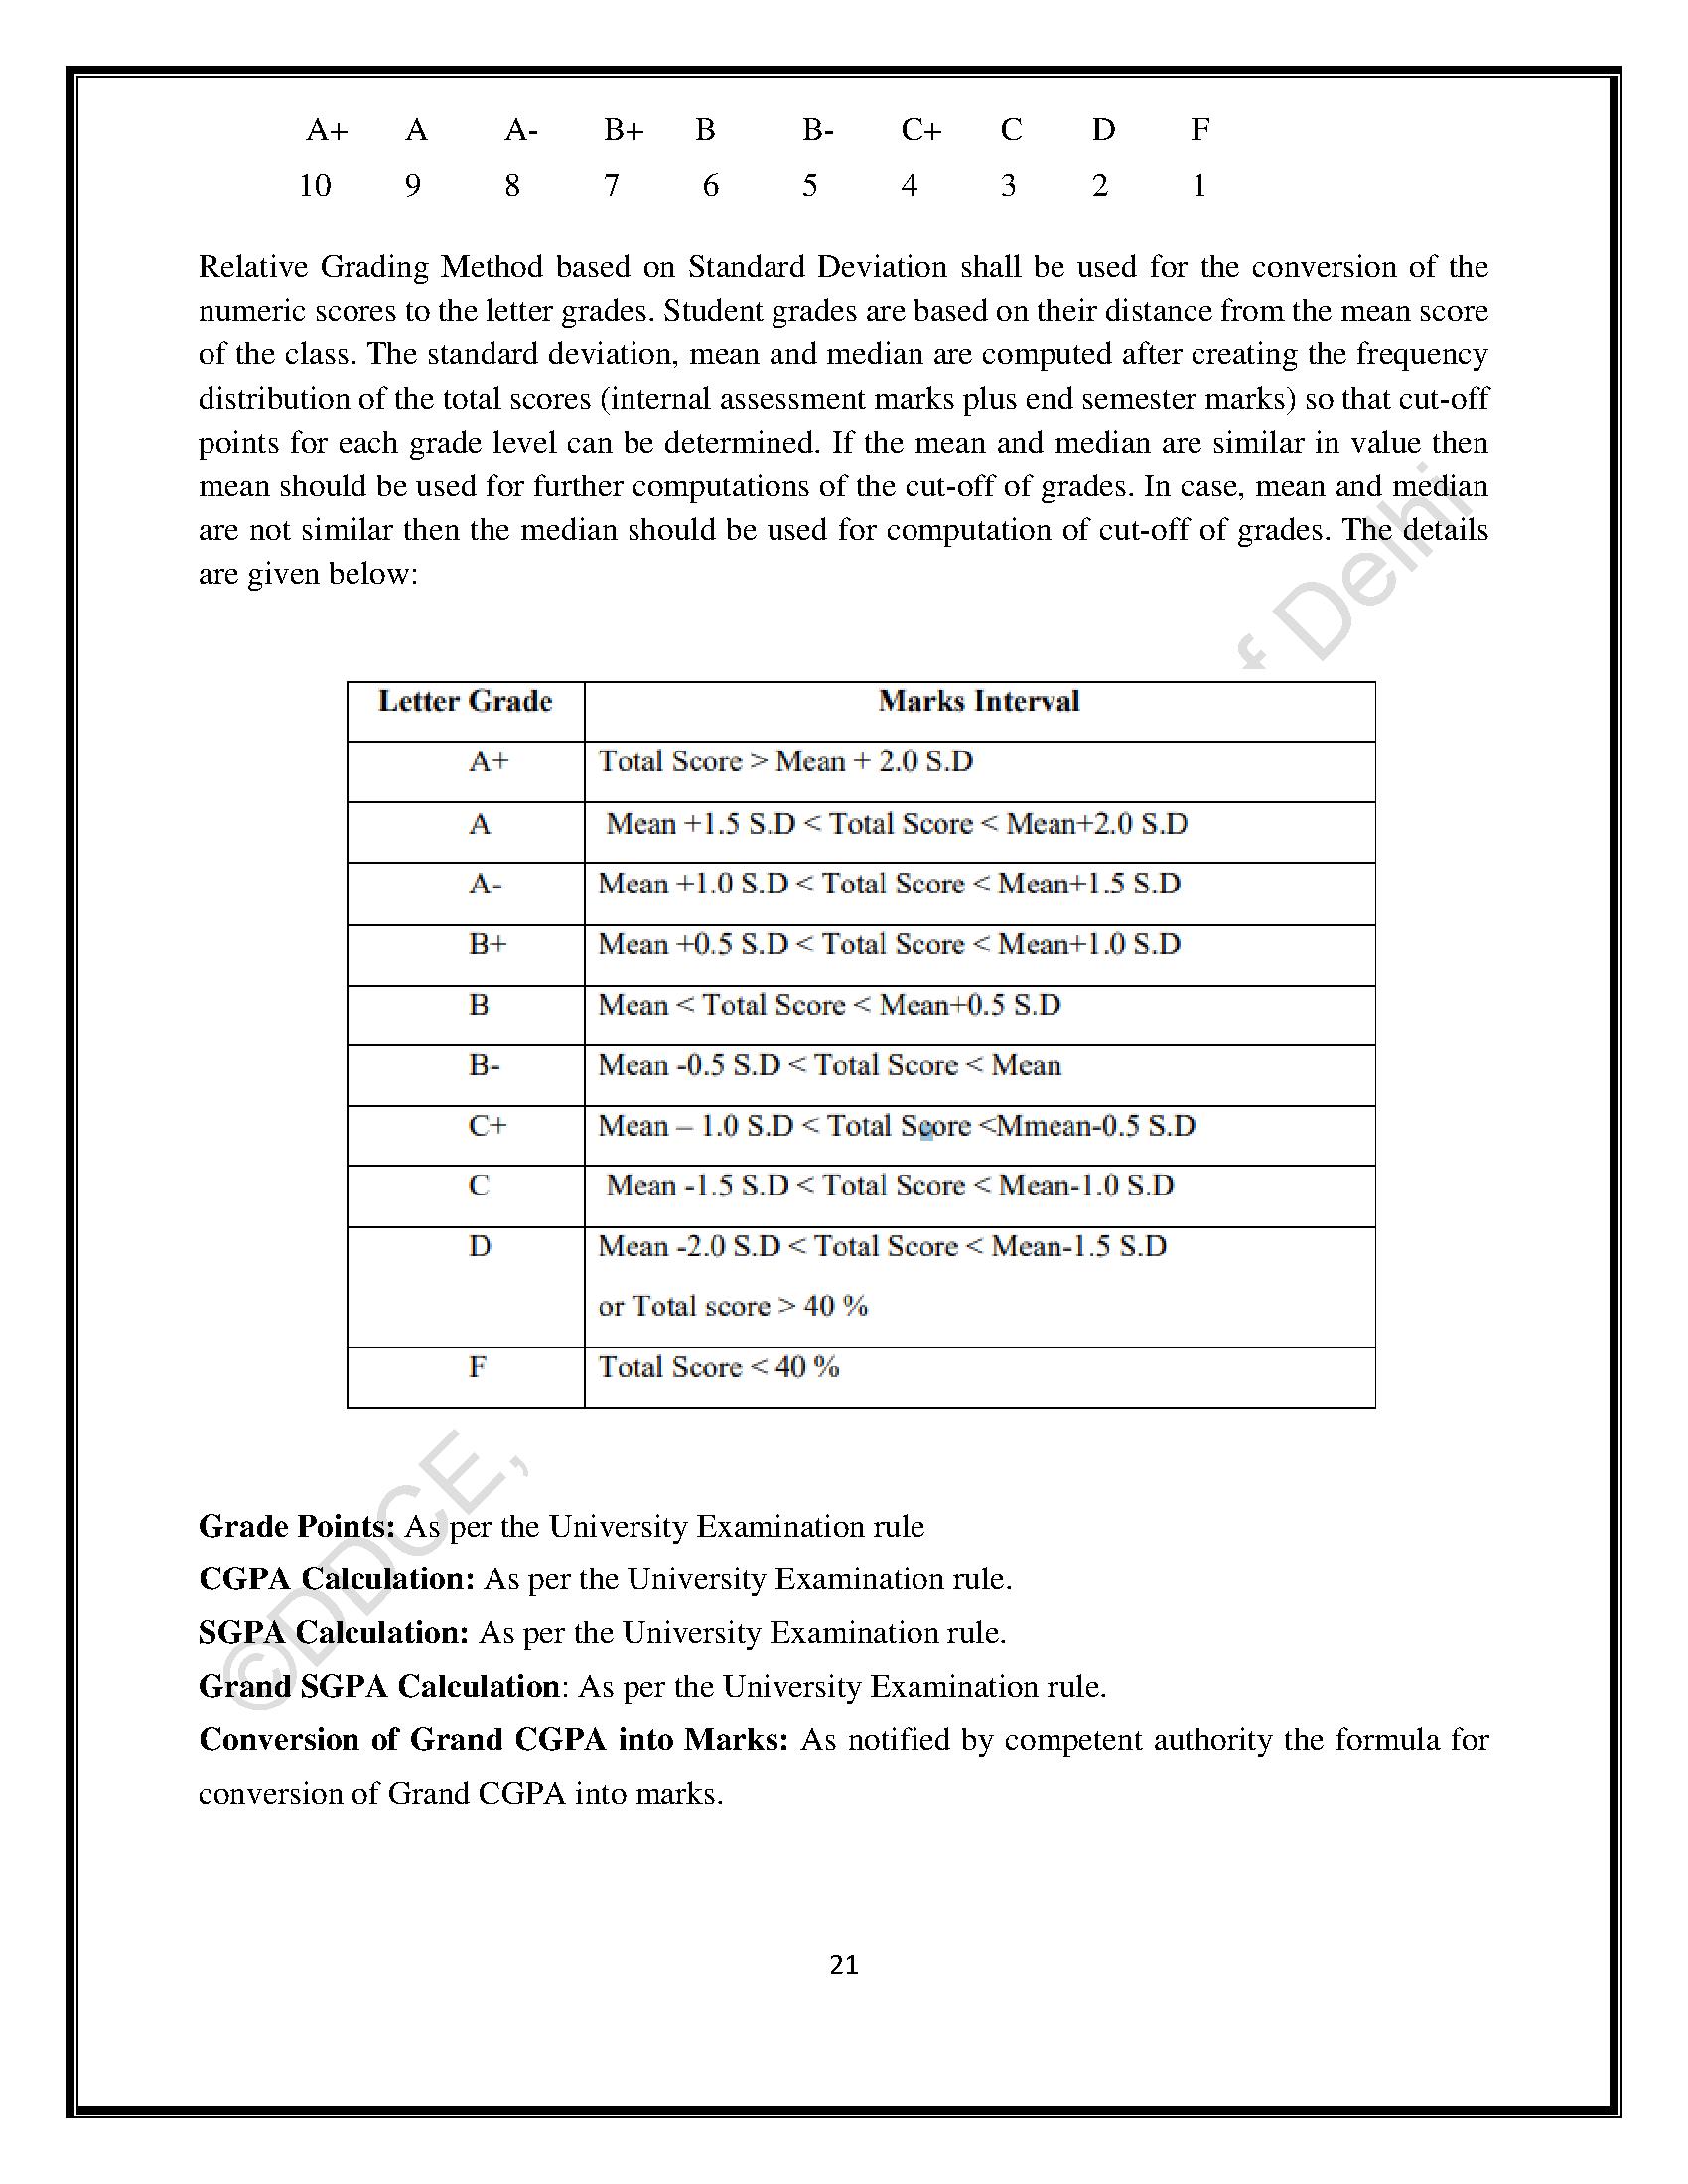 A+ A A- B+ B B- C+ C D F
10 9 8 7 6 5 4 3 2 1
Relative Grading Method based on Standard Deviation shall be used for the conversion of the
numeric scores to the letter grades. Student grades are based on their distance from the mean score
of the class. The standard deviation, mean and median are computed after creating the frequency
distribution of the total scores (internal assessment marks plus end semester marks) so that cut-off
points for each grade level can be determined. If the mean and median are similar in value then
mean should be used for further computations of the cut-off of grades. In case, mean and median
are not similar then the median should be used for computation of cut-off of grades. The details
are given below:
f Delhi
Letter Grade Marks Interval
A+ Total Score > Mean + 2.0 S.D
A Mean +1.5 S.D < Total Score < Mean+2.0 S.D
A- Mean +1.0 S.D < Total Score < Mean+1.5 S.D
B+ Mean +0.5 S.D < Total Score < Mean+1.0 S.D
B Mean < Total Score < Mean+0.5 S.D
B- Mean -0.5 S.D < Total Score < Mean
C+ Mean – 1.0 S.D < Total Score <Mmean-0.5 S.D
C Mean -1.5 S.D < Total Score < Mean-1.0 S.D
D Mean -2.0 S.D < Total Score < Mean-1.5 S.D
or Total score > 40 %
F Total Score < 40 %
©DDCE,
Grade Points: As per the University Examination rule
CGPA Calculation: As per the University Examination rule.
SGPA Calculation: As per the University Examination rule.
Grand SGPA Calculation: As per the University Examination rule.
Conversion of Grand CGPA into Marks: As notified by competent authority the formula for
conversion of Grand CGPA into marks.
21